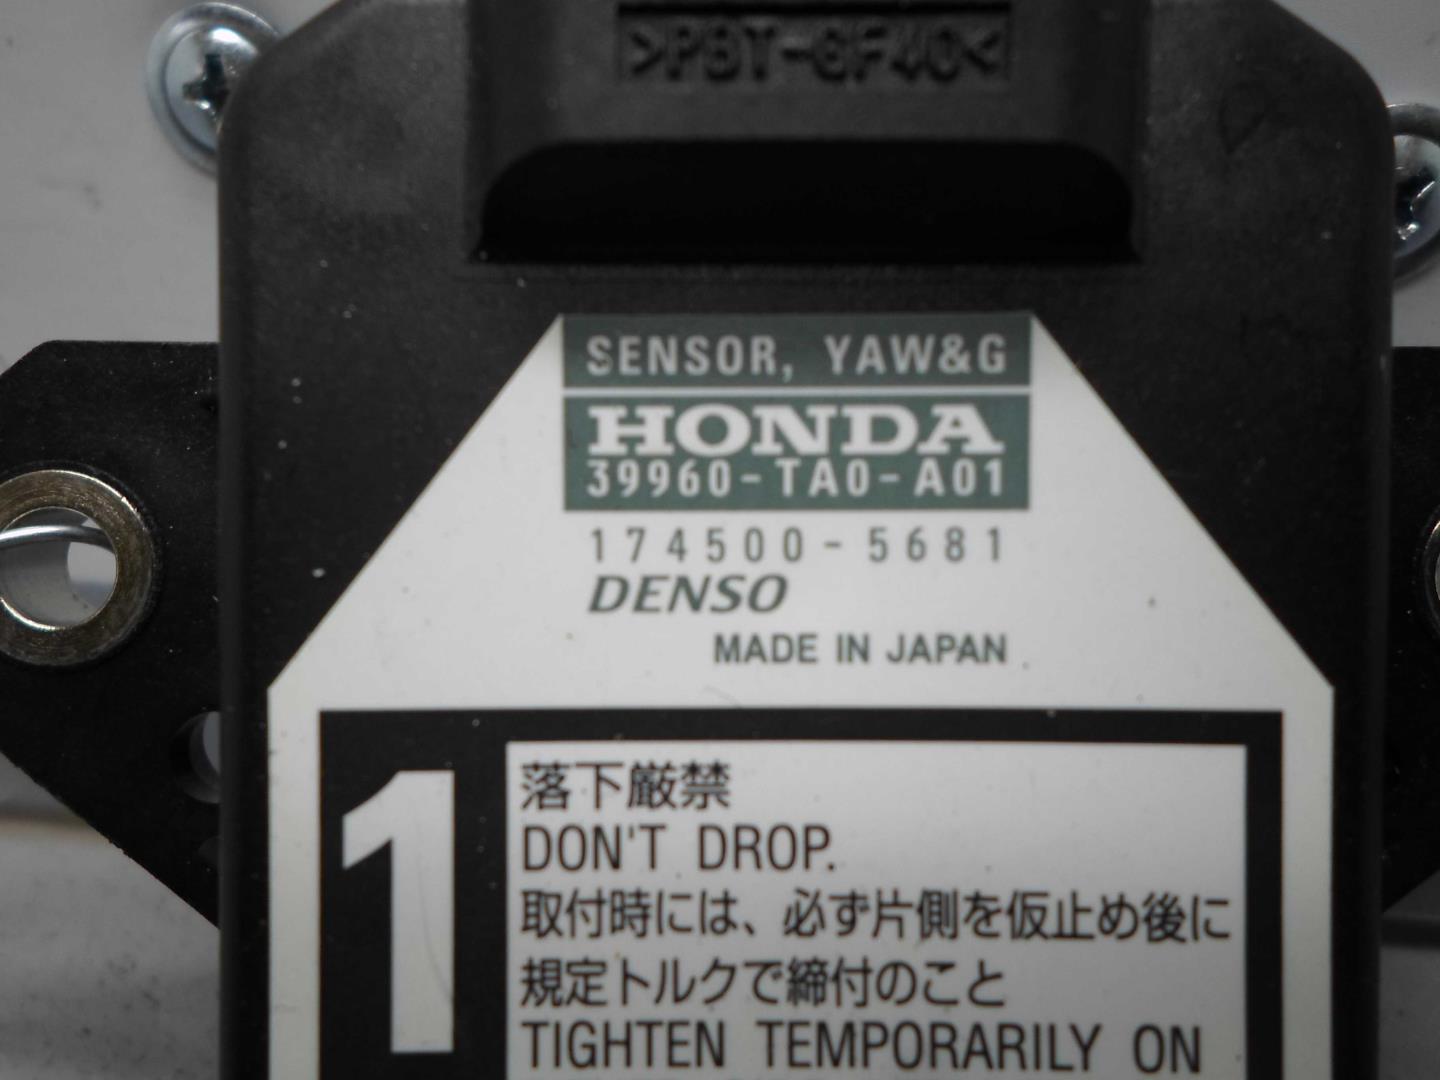 >PBT-GF40<
SENSOR, YAW&G
HONDA
39960-TA0-A01
174500-5681
DENSO
MADE IN JAPAN
1
落下厳禁
DON'T DROP.
取付時には、必ず片側を仮止め後に
規定トルクで締付のこと
TIGHTEN TEMPORARILY ON